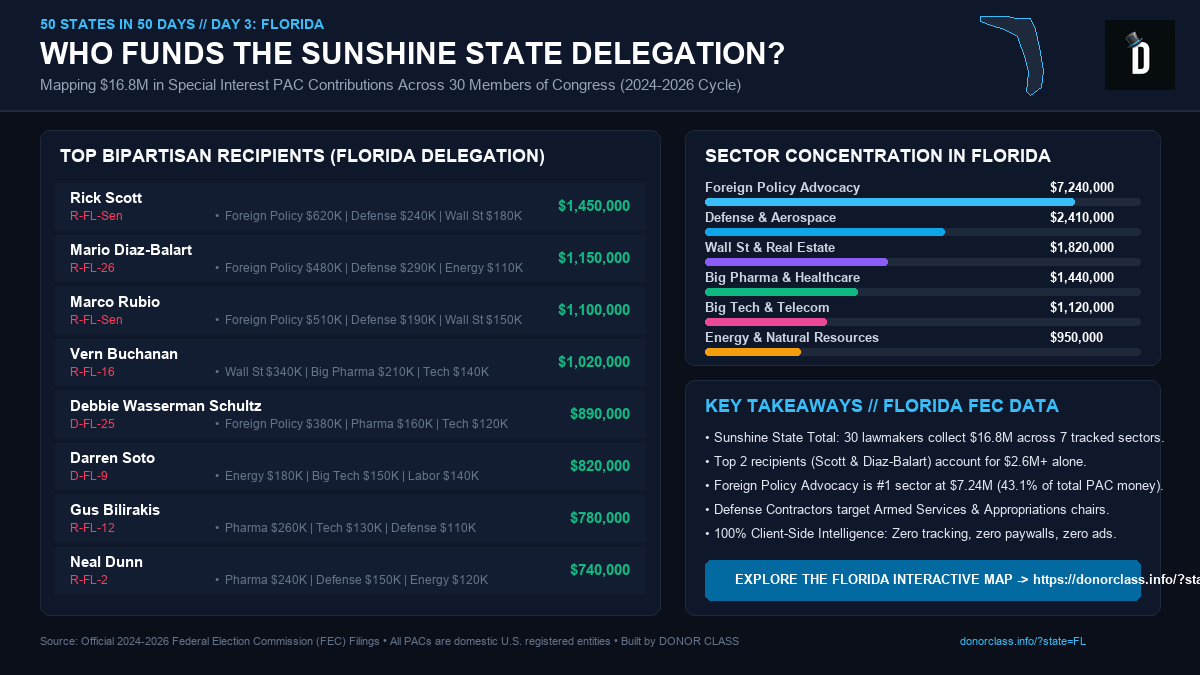 50 STATES IN 50 DAYS // DAY 3: FLORIDA
WHO FUNDS THE SUNSHINE STATE DELEGATION?
Mapping $16.8M in Special Interest PAC Contributions Across 30 Members of Congress (2024-2026 Cycle)
D
TOP BIPARTISAN RECIPIENTS (FLORIDA DELEGATION)
Rick Scott
R-FL-Sen • Foreign Policy $620K | Defense $240K | Wall St $180K $1,450,000
Mario Diaz-Balart
R-FL-26 • Foreign Policy $480K | Defense $290K | Energy $110K $1,150,000
Marco Rubio
R-FL-Sen • Foreign Policy $510K | Defense $190K | Wall St $150K $1,100,000
Vern Buchanan
R-FL-16 • Wall St $340K | Big Pharma $210K | Tech $140K $1,020,000
Debbie Wasserman Schultz
D-FL-25 • Foreign Policy $380K | Pharma $160K | Tech $120K $890,000
Darren Soto
D-FL-9 • Energy $180K | Big Tech $150K | Labor $140K $820,000
Gus Bilirakis
R-FL-12 • Pharma $260K | Tech $130K | Defense $110K $780,000
Neal Dunn
R-FL-2 • Pharma $240K | Defense $150K | Energy $120K $740,000
SECTOR CONCENTRATION IN FLORIDA
Foreign Policy Advocacy $7,240,000
Defense & Aerospace $2,410,000
Wall St & Real Estate $1,820,000
Big Pharma & Healthcare $1,440,000
Big Tech & Telecom $1,120,000
Energy & Natural Resources $950,000
KEY TAKEAWAYS // FLORIDA FEC DATA
• Sunshine State Total: 30 lawmakers collect $16.8M across 7 tracked sectors.
• Top 2 recipients (Scott & Diaz-Balart) account for $2.6M+ alone.
• Foreign Policy Advocacy is #1 sector at $7.24M (43.1% of total PAC money).
• Defense Contractors target Armed Services & Appropriations chairs.
• 100% Client-Side Intelligence: Zero tracking, zero paywalls, zero ads.
EXPLORE THE FLORIDA INTERACTIVE MAP -> https://donorclass.info/?sta
Source: Official 2024-2026 Federal Election Commission (FEC) Filings • All PACs are domestic U.S. registered entities • Built by DONOR CLASS
donorclass.info/?state=FL